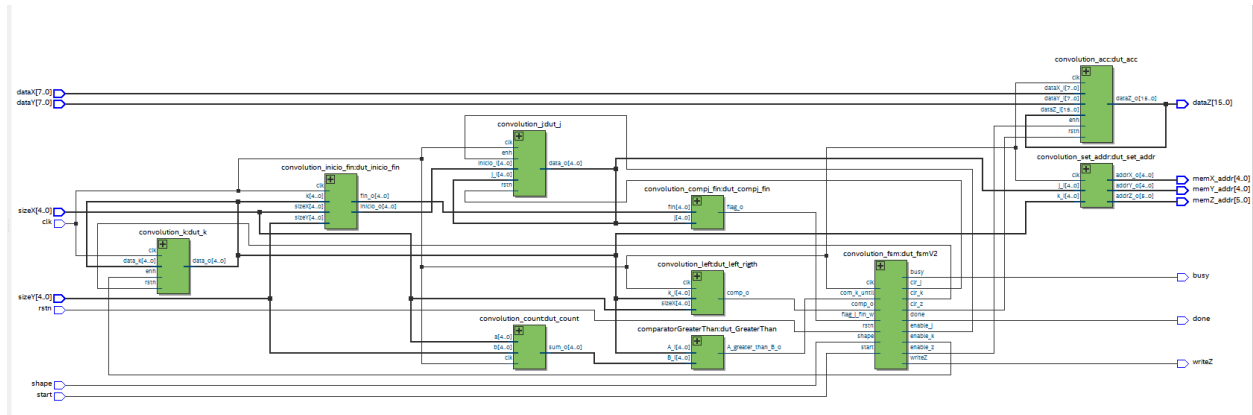 convolution_acc:dut_acc
clk
dataX[7..0]
dataX_i[7..0]
dataY[7..0]
dataY_i[7..0]
dataZ_o[15..0]
dataZ[15..0]
dataZ_i[15..0]
enn
rstn
convolution_j:dut_j
clk
enn
inicio_i[4..0]
data_o[4..0]
j_i[4..0]
rstn
convolution_set_addr:dut_set_addr
clk
addrX_o[4..0]
memX_addr[4..0]
j_i[4..0]
addrY_o[4..0]
memY_addr[4..0]
k_i[4..0]
addrZ_o[5..0]
memZ_addr[5..0]
convolution_inicio_fin:dut_inicio_fin
clk
k[4..0]
fin_o[4..0]
sizeX[4..0]
inicio_o[4..0]
sizeY[4..0]
sizeX[4..0]
clk
convolution_compj_fin:dut_compj_fin
fin[4..0]
flag_o
j[4..0]
convolution_k:dut_k
clk
data_k[4..0]
data_o[4..0]
enn
rstn
convolution_left:dut_left_rigth
clk
k_i[4..0]
comp_o
sizeX[4..0]
convolution_fsm:dut_fsmV2
busy
clk
clr_j
com_k_until
clr_k
comp_o
clr_z
flag_j_fin_w
done
rstn
enable_j
shape
enable_k
start
enable_z
writeZ
busy
done
writeZ
sizeY[4..0]
rstn
convolution_count:dut_count
a[4..0]
b[4..0]
sum_o[4..0]
clk
comparatorGreaterThan:dut_GreaterThan
A_i[4..0]
A_greater_than_B_o
B_i[4..0]
shape
start